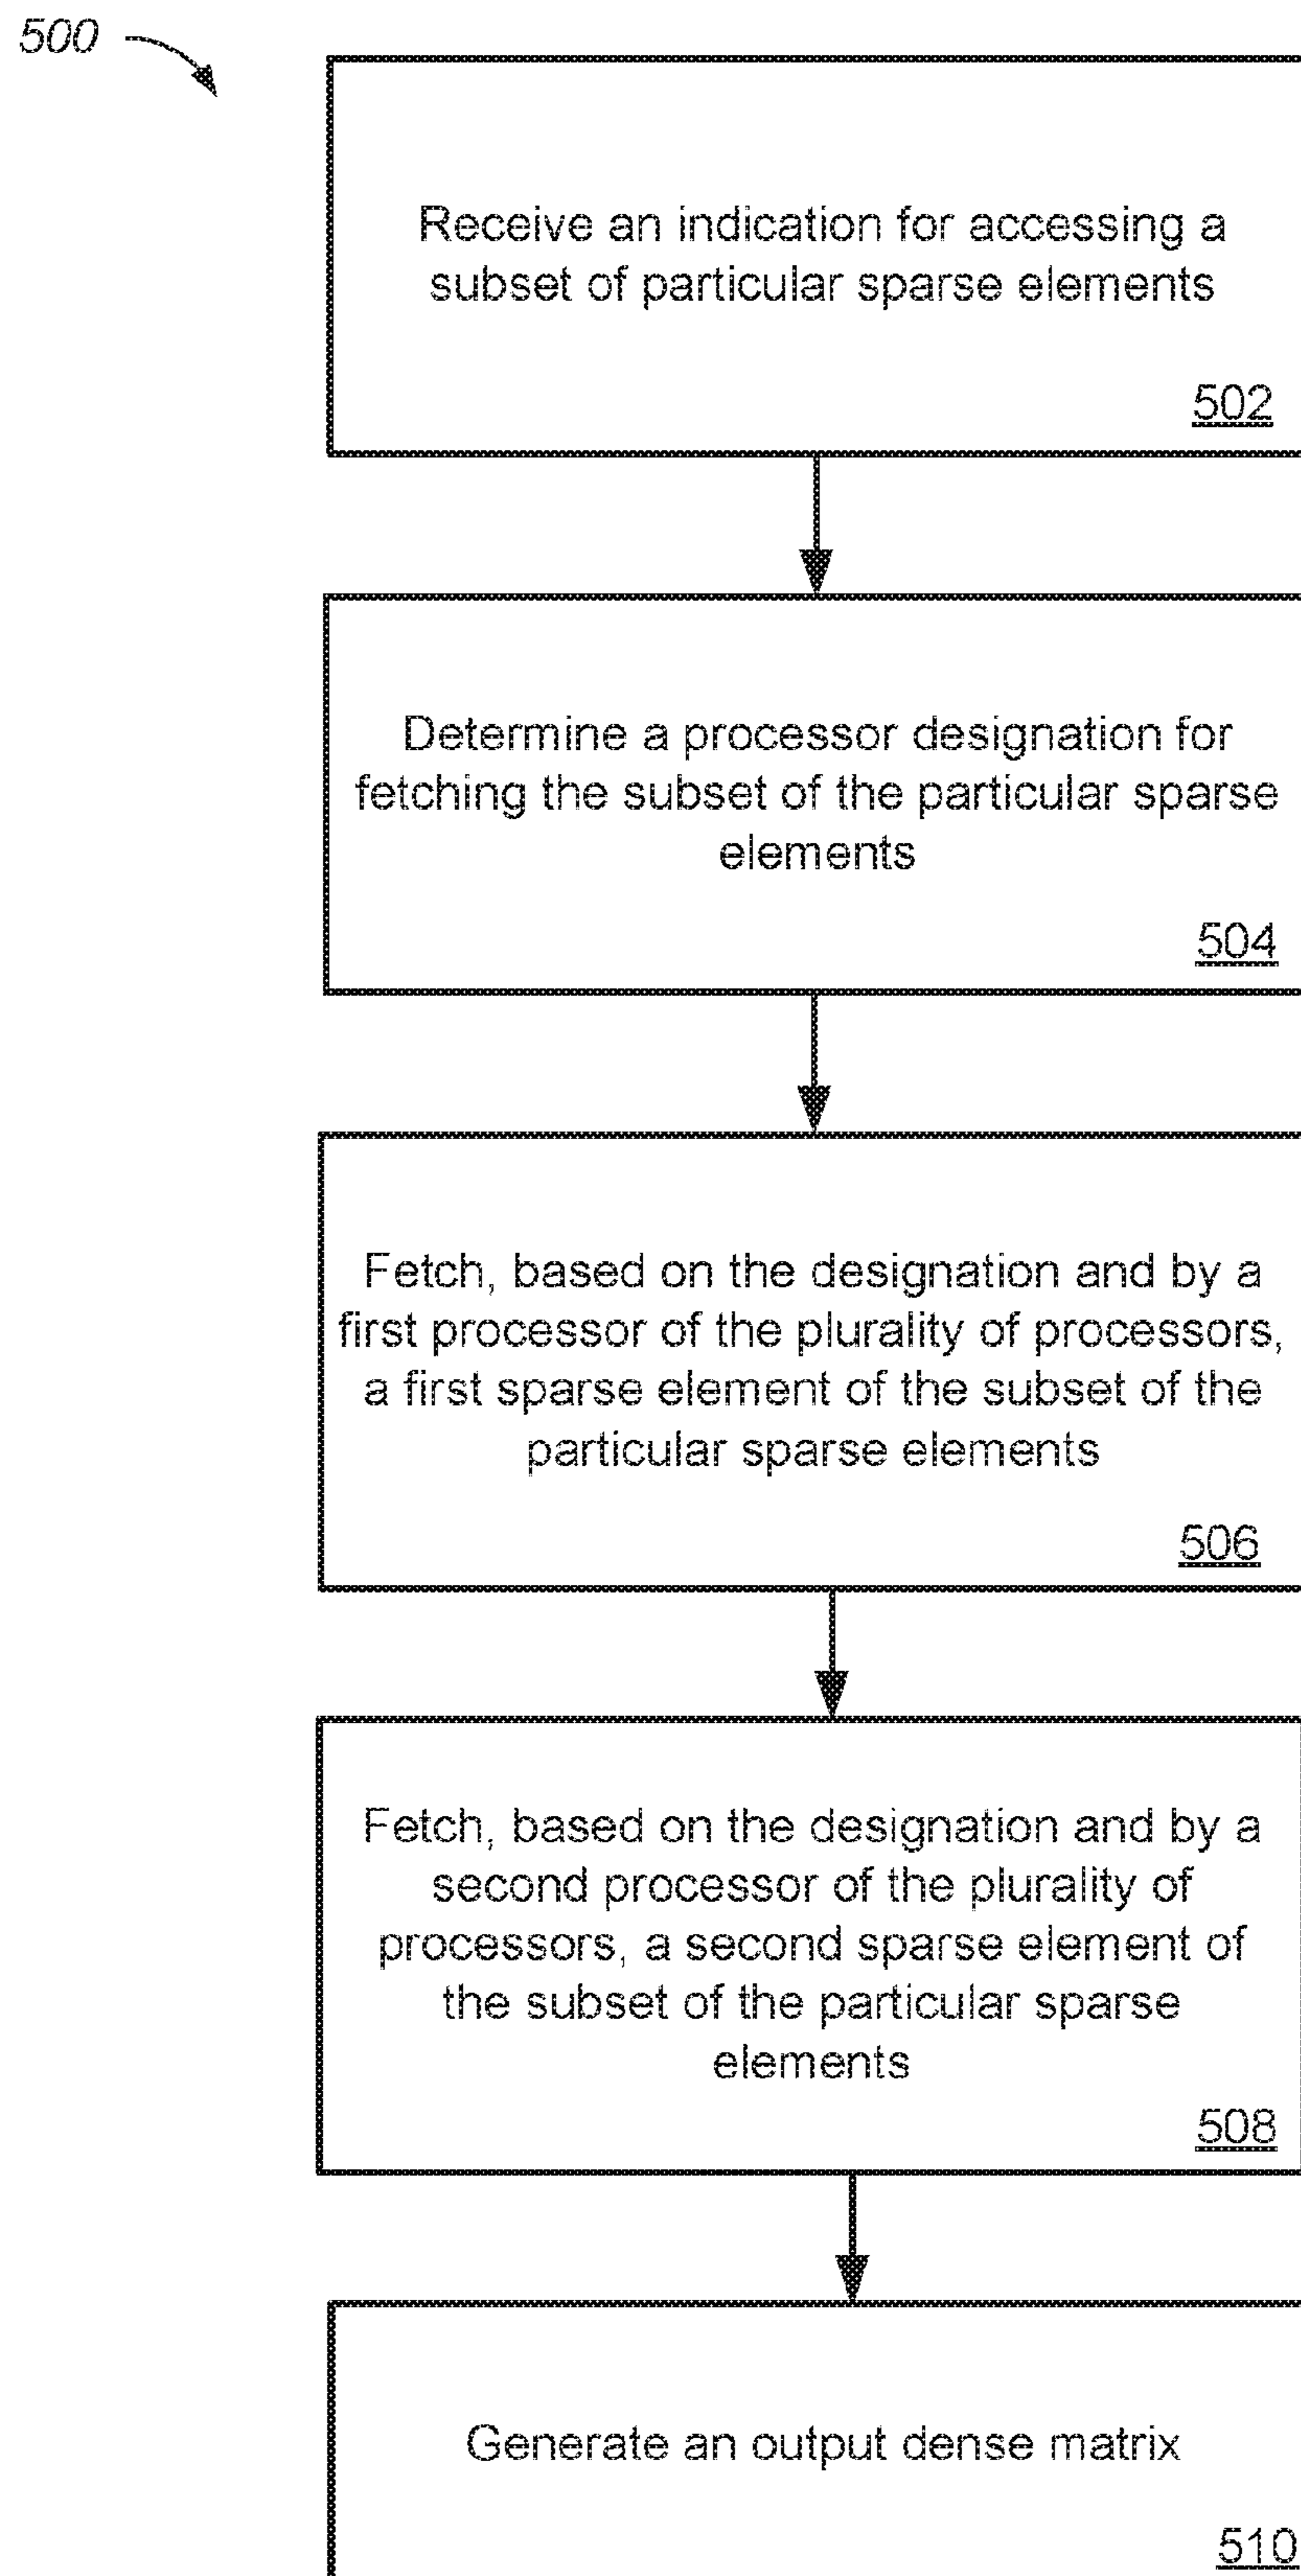 500
Receive an indication for accessing a
subset of particular sparse elements
502
Determine a processor designation for
fetching the subset of the particular sparse
elements
504
Fetch, based on the designation and by a
first processor of the plurality of processors,
a first sparse element of the subset of the
particular sparse elements
506
Fetch, based on the designation and by a
second processor of the plurality of
processors, a second sparse element of
the subset of the particular sparse
elements
508
Generate an output dense matrix
510